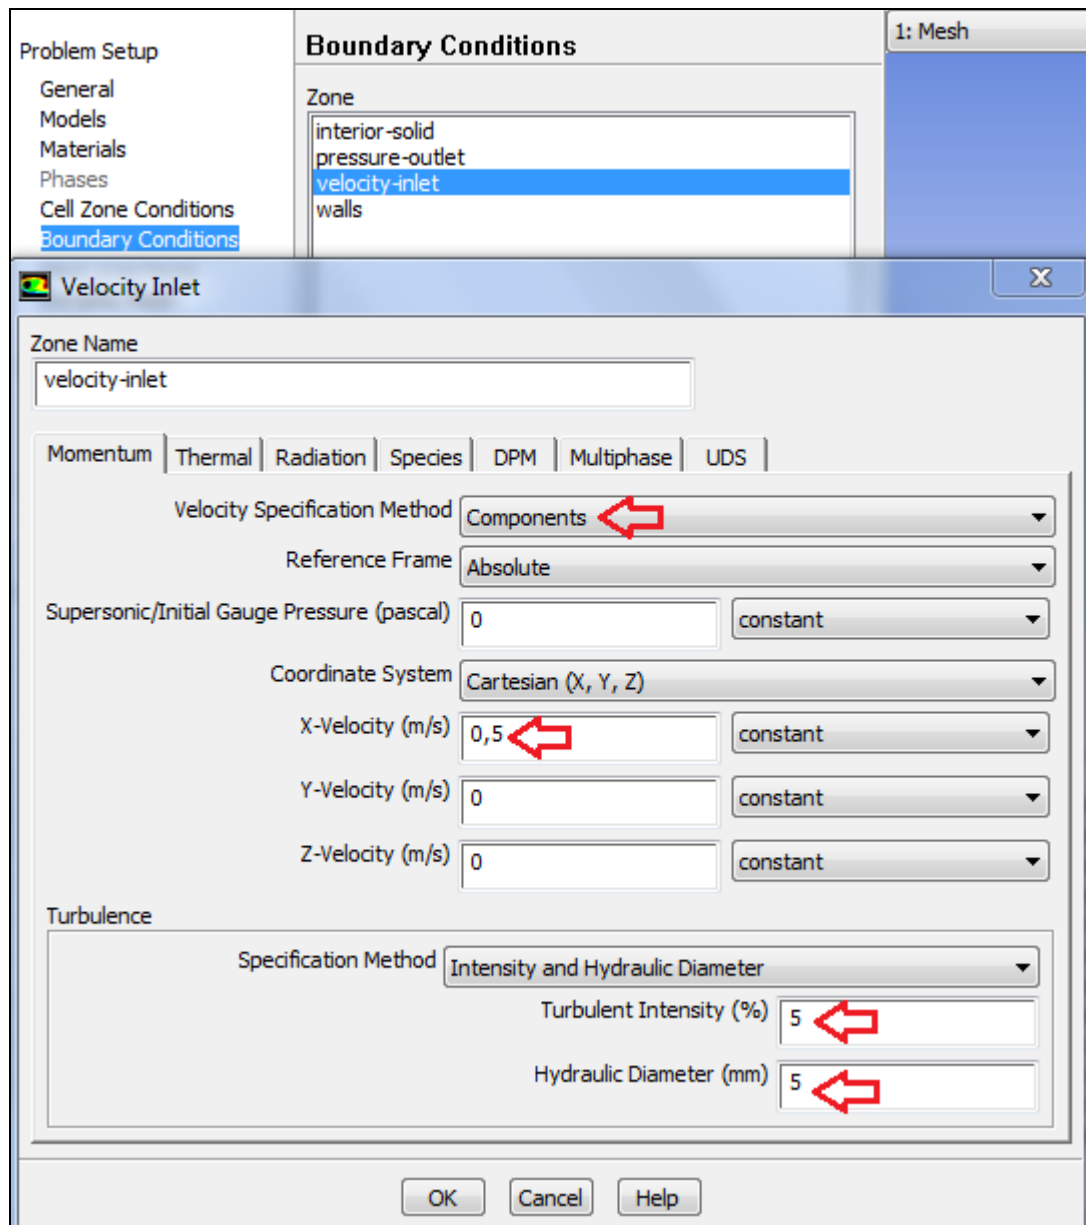 Problem Setup
General
Models
Materials
Phases
Cell Zone Conditions
Boundary Conditions
Boundary Conditions
Zone
interior-solid
pressure-outlet
velocity-inlet
walls
1: Mesh
Velocity Inlet
X
Zone Name
velocity-inlet
Momentum Thermal Radiation Species DPM Multiphase UDS
Velocity Specification Method Components
Reference Frame Absolute
Supersonic/Initial Gauge Pressure (pascal) 0 constant
Coordinate System Cartesian (X, Y, Z)
X-Velocity (m/s) 0,5 constant
Y-Velocity (m/s) 0 constant
Z-Velocity (m/s) 0 constant
Turbulence
Specification Method Intensity and Hydraulic Diameter
Turbulent Intensity (%) 5
Hydraulic Diameter (mm) 5
OK Cancel Help